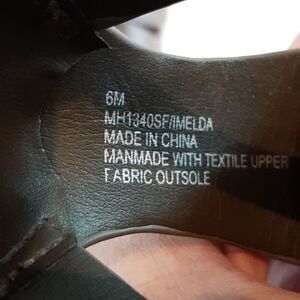 6M
MH1340SF/IMELDA
MADE IN CHINA
MANMADE WITH TEXTILE UPPER
FABRIC OUTSOLE